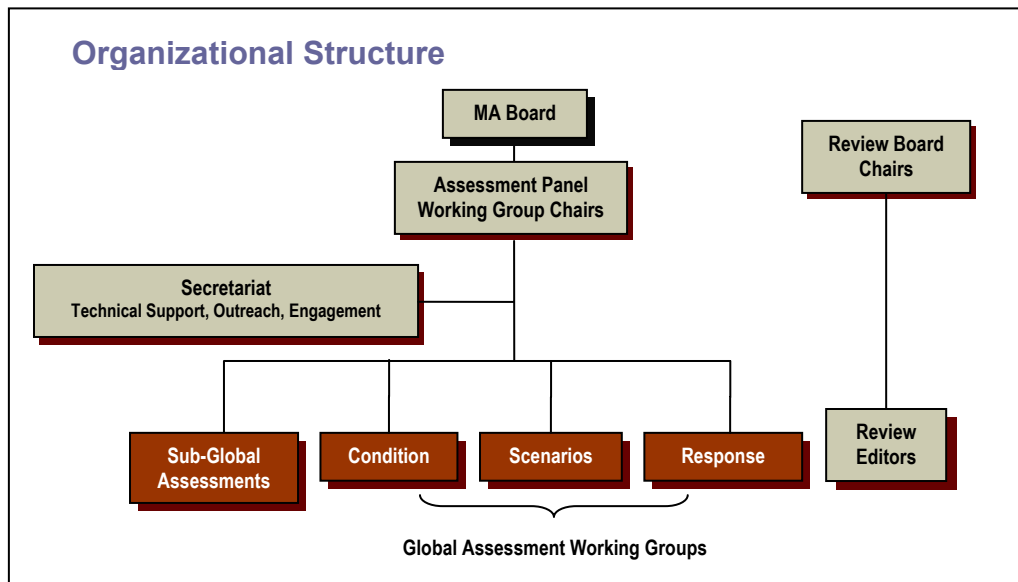 Organizational Structure
MA Board
Review Board
Chairs
Assessment Panel
Working Group Chairs
Secretariat
Technical Support, Outreach, Engagement
Sub-Global
Assessments
Condition
Scenarios
Response
Review
Editors
Global Assessment Working Groups